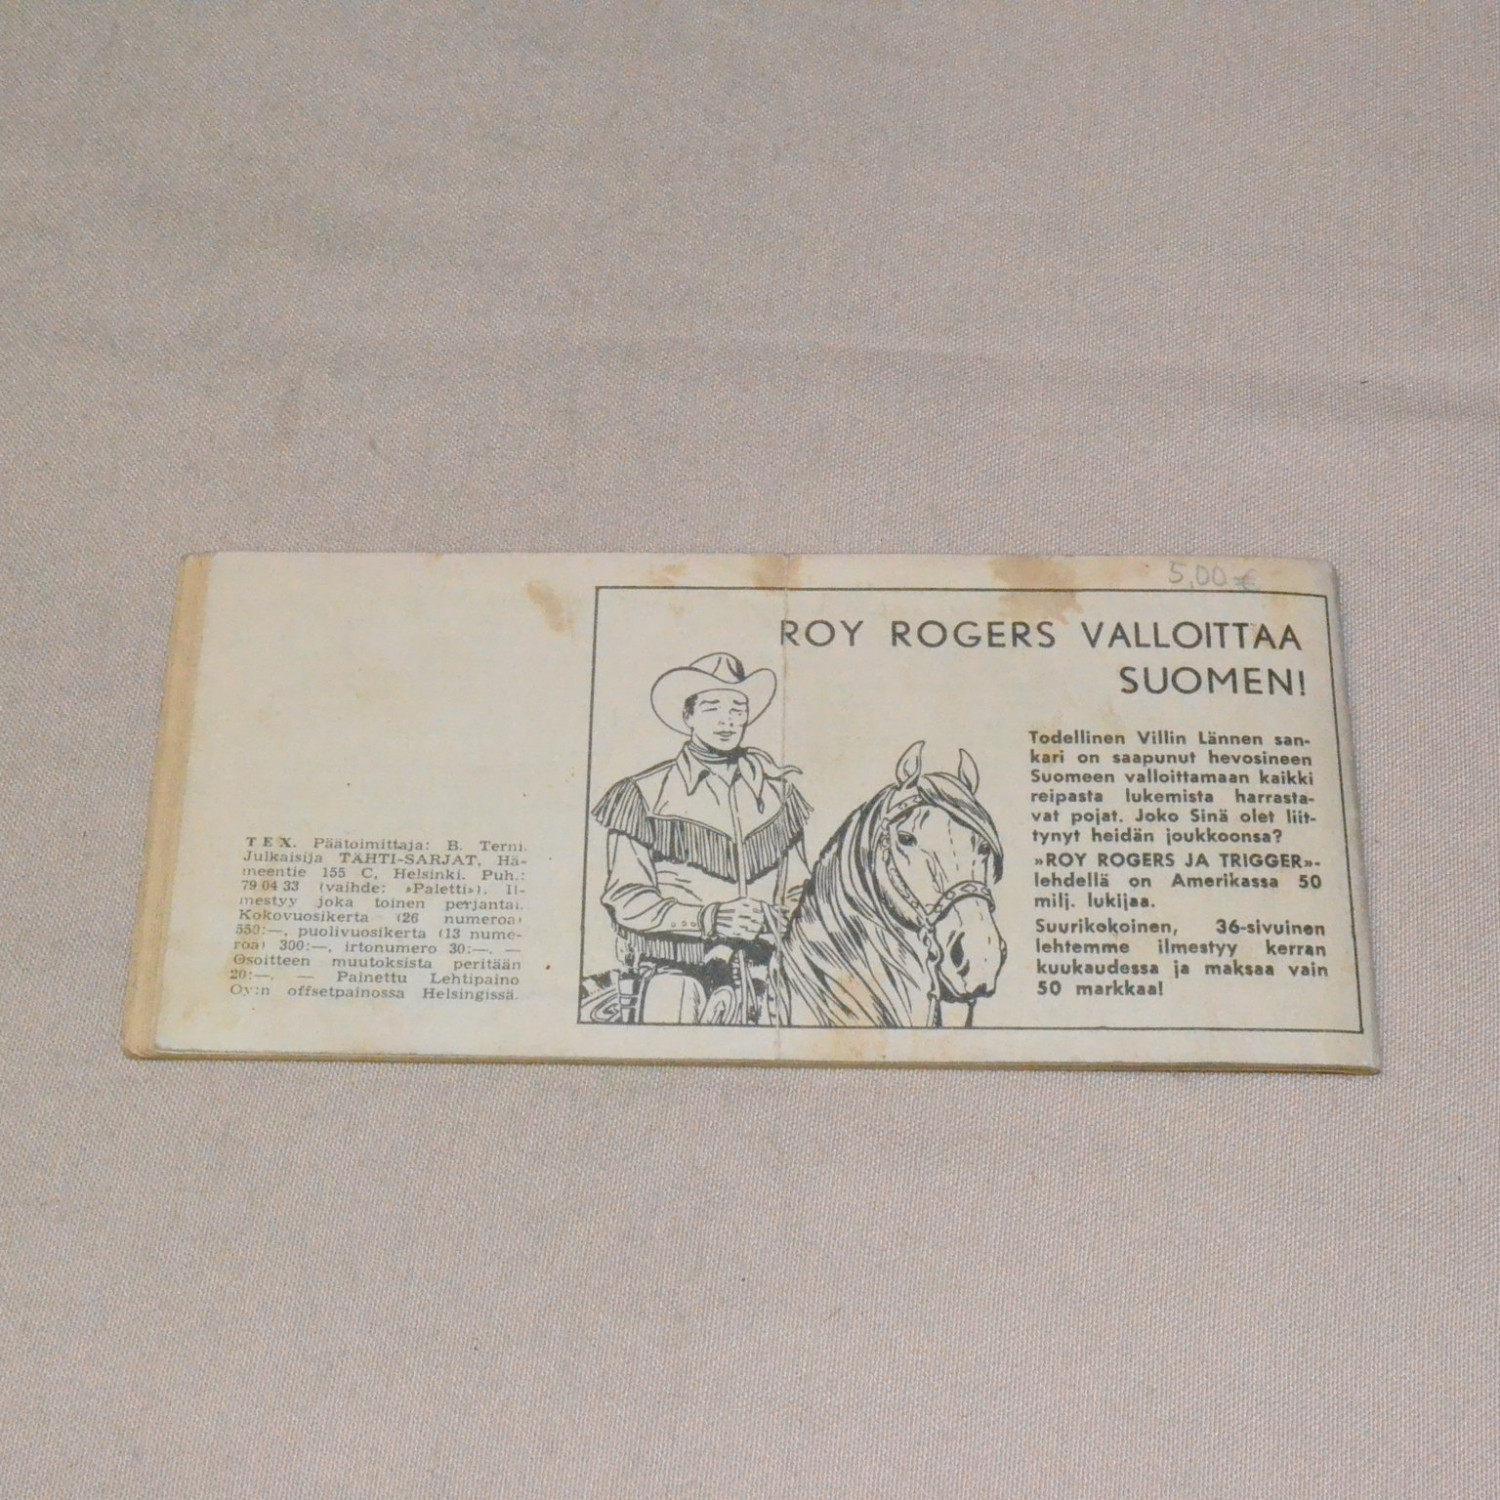 5,00 €
ROY ROGERS VALLOITTAA
SUOMEN!
Todellinen Villin Lännen san-
kari on saapunut hevosineen
Suomeen valloittamaan kaikki
reipasta lukemista harrasta-
vat pojat. Joko Sinä olet liit-
tynyt heidän joukkoonsa?
»ROY ROGERS JA TRIGGER»-
lehdellä on Amerikassa 50
milj. lukijaa.
Suurikokoinen, 36-sivuinen
lehtemme ilmestyy kerran
kuukaudessa ja maksaa vain
50 markkaa!
TEX. Päätoimittaja: B. Terni.
Julkaisija TÄHTI-SARJAT, Hä-
meentie 155 C, Helsinki. Puh.:
79 04 33 (vaihde: »Paletti»). Il-
mestyy joka toinen perjantai.
Kokovuosikerta (26 numeroa)
550:—, puolivuosikerta (13 nume-
roa) 300:—, irtonumero 30:—. —
Osoitteen muutoksista peritään
20:—. — Painettu Lehtipaino
Oy:n offsetpainossa Helsingissä.